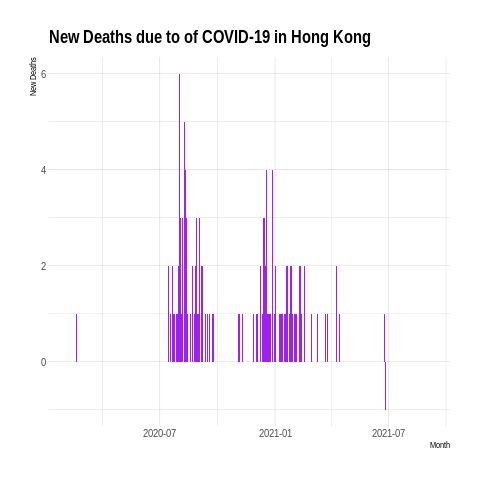 New Deaths due to of COVID-19 in Hong Kong
New Deaths
6
4
2
0
2020-07 2021-01 2021-07
Month